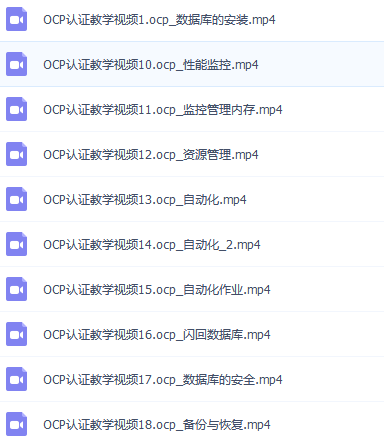 OCP认证教学视频1.ocp_数据库的安装.mp4
OCP认证教学视频10.ocp_性能监控.mp4
OCP认证教学视频11.ocp_监控管理内存.mp4
OCP认证教学视频12.ocp_资源管理.mp4
OCP认证教学视频13.ocp_自动化.mp4
OCP认证教学视频14.ocp_自动化_2.mp4
OCP认证教学视频15.ocp_自动化作业.mp4
OCP认证教学视频16.ocp_闪回数据库.mp4
OCP认证教学视频17.ocp_数据库的安全.mp4
OCP认证教学视频18.ocp_备份与恢复.mp4